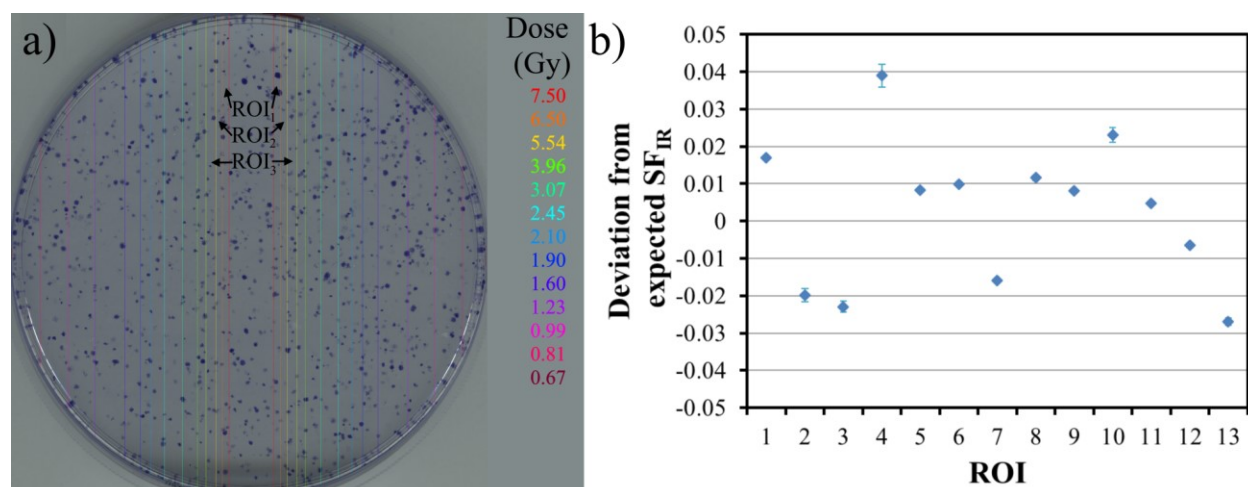 a)
Dose
(Gy)
ROI₁
ROI₂
ROI₃
7.50
6.50
5.54
3.96
3.07
2.45
2.10
1.90
1.60
1.23
0.99
0.81
0.67
b)
Deviation from
expected SF_IR
0.05
0.04
0.03
0.02
0.01
0
-0.01
-0.02
-0.03
-0.04
-0.05
1 2 3 4 5 6 7 8 9 10 11 12 13
ROI